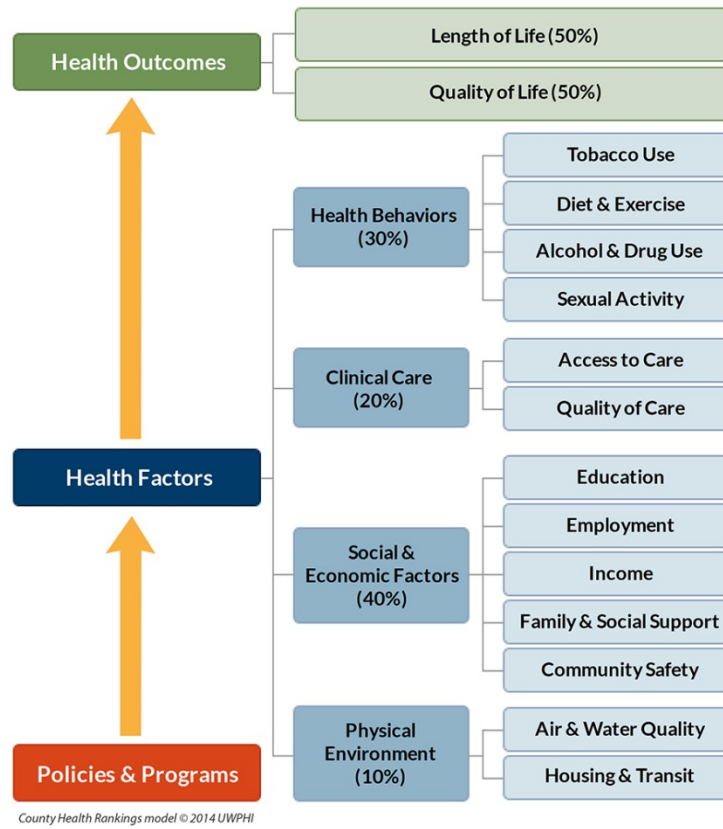 Health Outcomes
Length of Life (50%)
Quality of Life (50%)
Health Factors
Health Behaviors
(30%)
Tobacco Use
Diet & Exercise
Alcohol & Drug Use
Sexual Activity
Clinical Care
(20%)
Access to Care
Quality of Care
Social &
Economic Factors
(40%)
Education
Employment
Income
Family & Social Support
Community Safety
Physical
Environment
(10%)
Air & Water Quality
Housing & Transit
Policies & Programs
County Health Rankings model © 2014 UWPHI